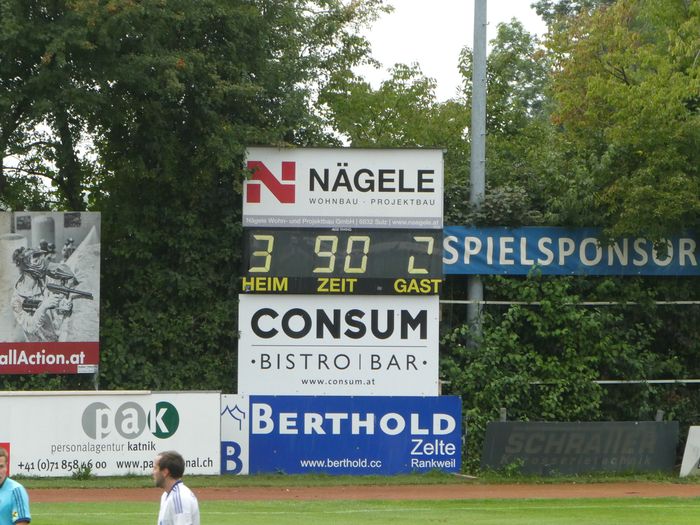 NÄGELE
WOHNBAU - PROJEKTBAU
Nägele Wohn- und Projektbau GmbH | 6832 Sulz | www.naegele.at
3 90 2
HEIM ZEIT GAST
SPIELSPONSOR
CONSUM
·BISTRO|BAR·
www.consum.at
allAction.at
pak
personalagentur katnik
+41 (0)71 858 46 00
B
BERTHOLD
Zelte
www.berthold.cc Rankweil